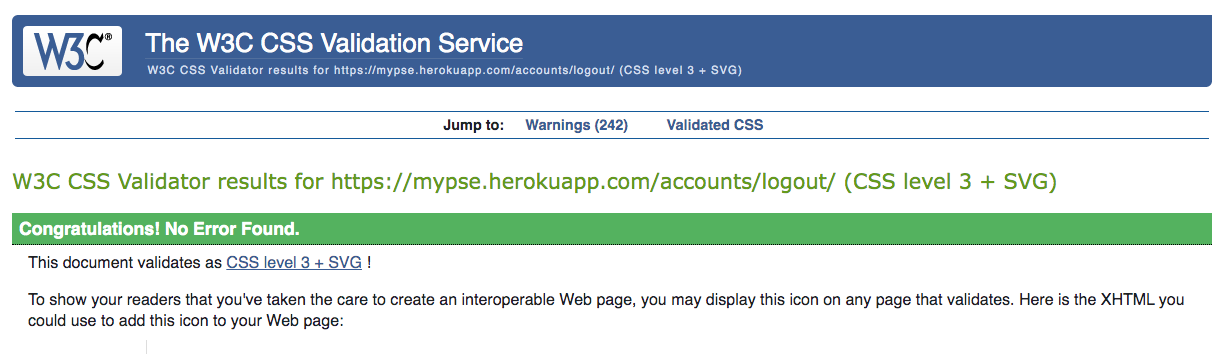 W3C®
The W3C CSS Validation Service
W3C CSS Validator results for https://mypse.herokuapp.com/accounts/logout/ (CSS level 3 + SVG)
Jump to: Warnings (242) Validated CSS
W3C CSS Validator results for https://mypse.herokuapp.com/accounts/logout/ (CSS level 3 + SVG)
Congratulations! No Error Found.
This document validates as CSS level 3 + SVG !
To show your readers that you've taken the care to create an interoperable Web page, you may display this icon on any page that validates. Here is the XHTML you
could use to add this icon to your Web page: